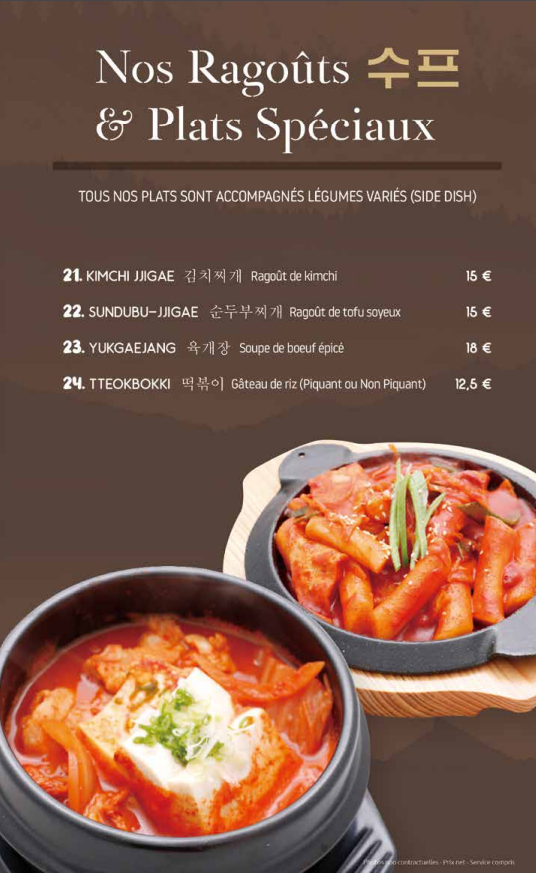 Nos Ragoûts 수프
& Plats Spéciaux
TOUS NOS PLATS SONT ACCOMPAGNÉS LÉGUMES VARIÉS (SIDE DISH)
21. KIMCHI JJIGAE 김치찌개 Ragoût de kimchi 15 €
22. SUNDUBU-JJIGAE 순두부찌개 Ragoût de tofu soyeux 15 €
23. YUKGAEJANG 육개장 Soupe de boeuf épicé 18 €
24. TTEOKBOKKI 떡볶이 Gâteau de riz (Piquant ou Non Piquant) 12,5 €
Photos non contractuelles - Prix net - Service compris